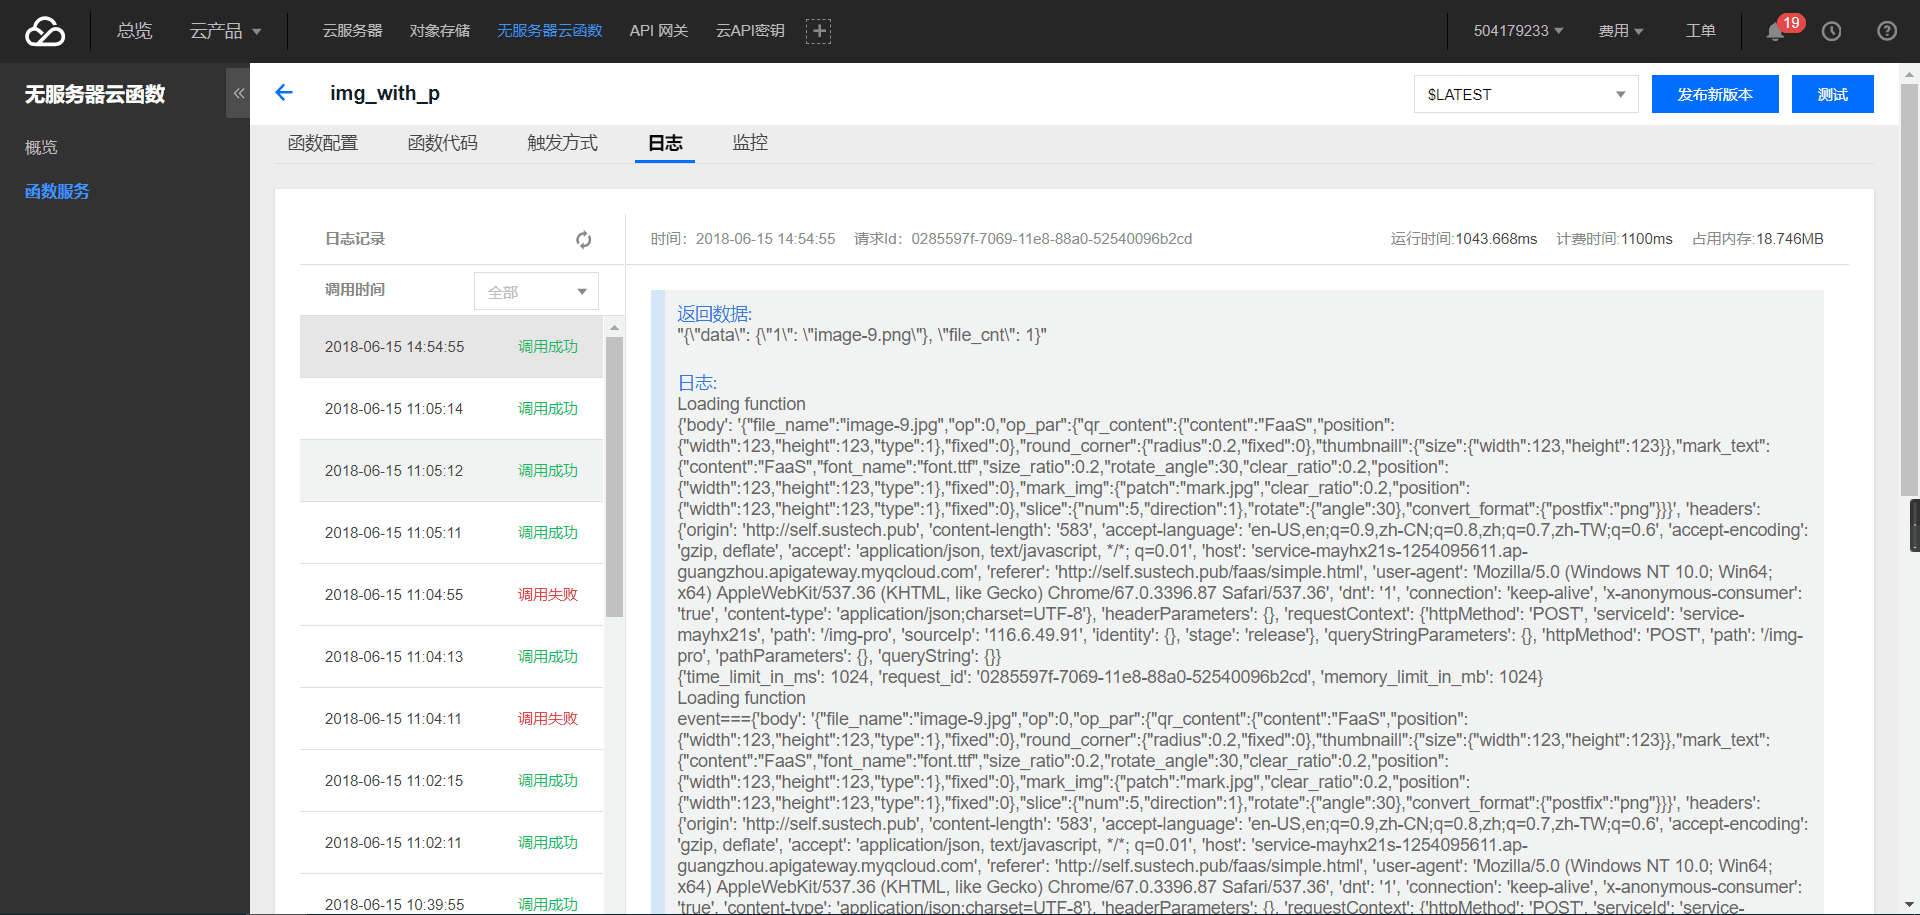 总览 云产品 云服务器 对象存储 无服务器云函数 API 网关 云API密钥 504179233 费用 工单 19
无服务器云函数
概览
函数服务
img_with_p $LATEST 发布新版本 测试
函数配置 函数代码 触发方式 日志 监控
日志记录
调用时间 全部
2018-06-15 14:54:55 调用成功
2018-06-15 11:05:14 调用成功
2018-06-15 11:05:12 调用成功
2018-06-15 11:05:11 调用成功
2018-06-15 11:04:55 调用失败
2018-06-15 11:04:13 调用成功
2018-06-15 11:04:11 调用失败
2018-06-15 11:02:15 调用成功
2018-06-15 11:02:11 调用成功
2018-06-15 10:39:55 调用成功
时间：2018-06-15 14:54:55 请求Id：0285597f-7069-11e8-88a0-52540096b2cd 运行时间:1043.668ms 计费时间:1100ms 占用内存:18.746MB
返回数据:
"{\"data\": {\"1\": \"image-9.png\"}, \"file_cnt\": 1}"
日志:
Loading function
{'body': '{"file_name":"image-9.jpg","op":0,"op_par":{"qr_content":{"content":"FaaS","position":
{"width":123,"height":123,"type":1},"fixed":0},"round_corner":{"radius":0.2,"fixed":0},"thumbnaill":{"size":{"width":123,"height":123}},"mark_text":
{"content":"FaaS","font_name":"font.ttf","size_ratio":0.2,"rotate_angle":30,"clear_ratio":0.2,"position":
{"width":123,"height":123,"type":1},"fixed":0},"mark_img":{"patch":"mark.jpg","clear_ratio":0.2,"position":
{"width":123,"height":123,"type":1},"fixed":0},"slice":{"num":5,"direction":1},"rotate":{"angle":30},"convert_format":{"postfix":"png"}}}', 'headers':
{'origin': 'http://self.sustech.pub', 'content-length': '583', 'accept-language': 'en-US,en;q=0.9,zh-CN;q=0.8,zh;q=0.7,zh-TW;q=0.6', 'accept-encoding':
'gzip, deflate', 'accept': 'application/json, text/javascript, */*; q=0.01', 'host': 'service-mayhx21s-1254095611.ap-
guangzhou.apigateway.myqcloud.com', 'referer': 'http://self.sustech.pub/faas/simple.html', 'user-agent': 'Mozilla/5.0 (Windows NT 10.0; Win64;
x64) AppleWebKit/537.36 (KHTML, like Gecko) Chrome/67.0.3396.87 Safari/537.36', 'dnt': '1', 'connection': 'keep-alive', 'x-anonymous-consumer':
'true', 'content-type': 'application/json;charset=UTF-8'}, 'headerParameters': {}, 'requestContext': {'httpMethod': 'POST', 'serviceId': 'service-
mayhx21s', 'path': '/img-pro', 'sourceIp': '116.6.49.91', 'identity': {}, 'stage': 'release'}, 'queryStringParameters': {}, 'httpMethod': 'POST', 'path': '/img-
pro', 'pathParameters': {}, 'queryString': {}}
{'time_limit_in_ms': 1024, 'request_id': '0285597f-7069-11e8-88a0-52540096b2cd', 'memory_limit_in_mb': 1024}
Loading function
event==={'body': '{"file_name":"image-9.jpg","op":0,"op_par":{"qr_content":{"content":"FaaS","position":
{"width":123,"height":123,"type":1},"fixed":0},"round_corner":{"radius":0.2,"fixed":0},"thumbnaill":{"size":{"width":123,"height":123}},"mark_text":
{"content":"FaaS","font_name":"font.ttf","size_ratio":0.2,"rotate_angle":30,"clear_ratio":0.2,"position":
{"width":123,"height":123,"type":1},"fixed":0},"mark_img":{"patch":"mark.jpg","clear_ratio":0.2,"position":
{"width":123,"height":123,"type":1},"fixed":0},"slice":{"num":5,"direction":1},"rotate":{"angle":30},"convert_format":{"postfix":"png"}}}', 'headers':
{'origin': 'http://self.sustech.pub', 'content-length': '583', 'accept-language': 'en-US,en;q=0.9,zh-CN;q=0.8,zh;q=0.7,zh-TW;q=0.6', 'accept-encoding':
'gzip, deflate', 'accept': 'application/json, text/javascript, */*; q=0.01', 'host': 'service-mayhx21s-1254095611.ap-
guangzhou.apigateway.myqcloud.com', 'referer': 'http://self.sustech.pub/faas/simple.html', 'user-agent': 'Mozilla/5.0 (Windows NT 10.0; Win64;
x64) AppleWebKit/537.36 (KHTML, like Gecko) Chrome/67.0.3396.87 Safari/537.36', 'dnt': '1', 'connection': 'keep-alive', 'x-anonymous-consumer':
'true', 'content-type': 'application/json;charset=UTF-8'}, 'headerParameters': {}, 'requestContext': {'httpMethod': 'POST', 'serviceId': 'service-